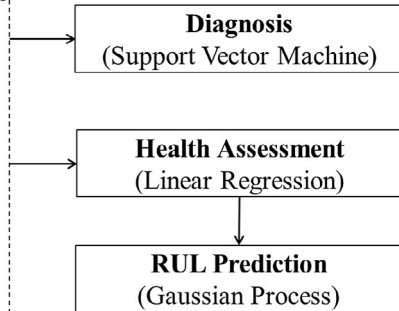 Diagnosis
(Support Vector Machine)
Health Assessment
(Linear Regression)
RUL Prediction
(Gaussian Process)